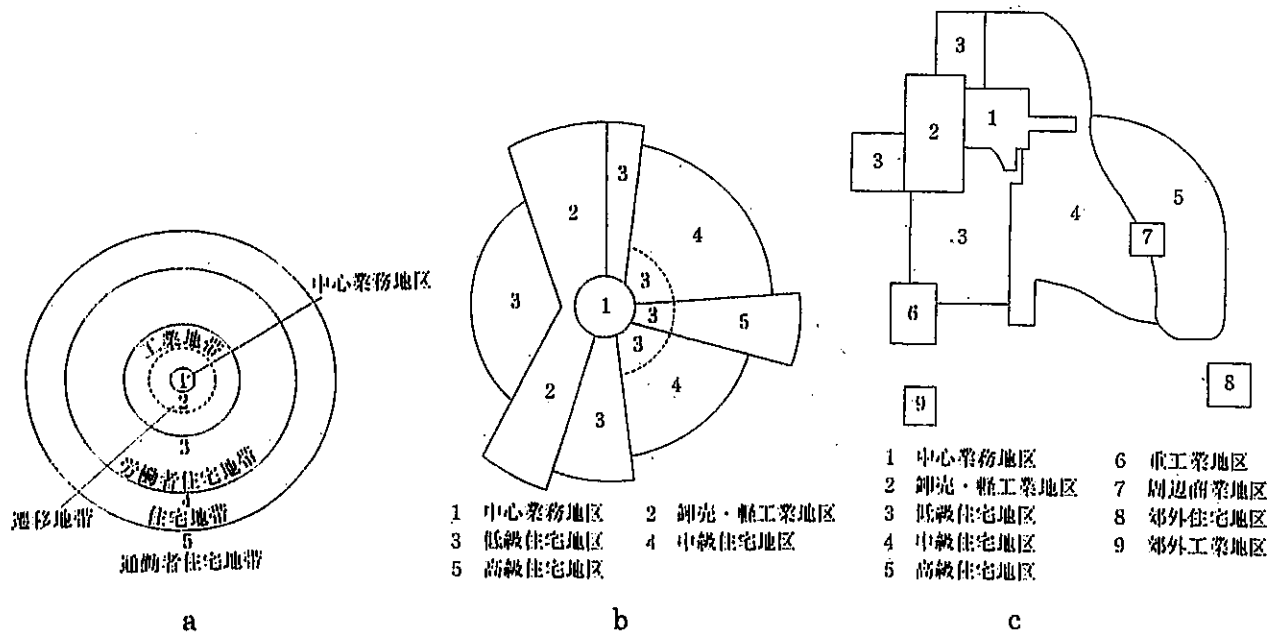 中心業務地区
工業地帯
1
2
3
労働者住宅地帯
4
遷移地帯
住宅地帯
5
通勤者住宅地帯
a
3
2
4
3
3
1
3
5
3
2
4
3
1 中心業務地区 2 卸売・軽工業地区
3 低級住宅地区 4 中級住宅地区
5 高級住宅地区
b
3
1
2
3
5
4
3
7
6
8
9
1 中心業務地区 6 重工業地区
2 卸売・軽工業地区 7 周辺商業地区
3 低級住宅地区 8 郊外住宅地区
4 中級住宅地区 9 郊外工業地区
5 高級住宅地区
c